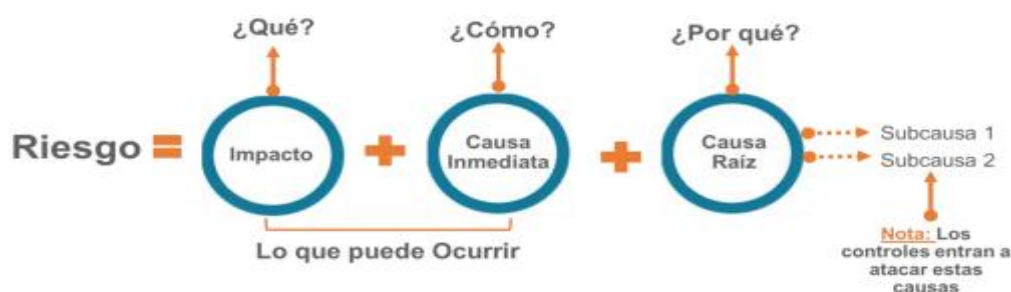 ¿Qué?
¿Cómo?
¿Por qué?
Riesgo =
Impacto
+
Causa
Inmediata
+
Causa
Raíz
Subcausa 1
Subcausa 2
Lo que puede Ocurrir
Nota: Los
controles entran a
atacar estas
causas